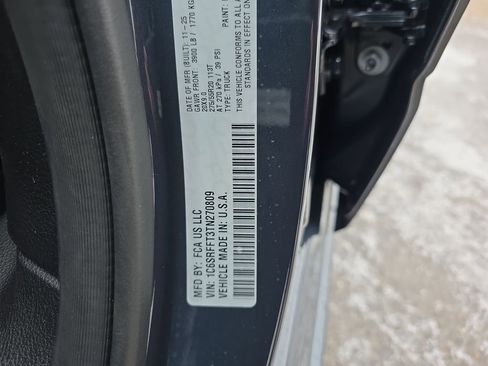 DATE OF MFR (BUILT): 11-25
GAWR FRONT: 3900 LB / 1770 KG
20X9.0
275/55R20 113T
AT 270 kPa / 39 PSI
TYPE: TRUCK
THIS VEHICLE CONFORMS TO ALL A
STANDARDS IN EFFECT
PAINT:
MFD BY: FCA US LLC
VIN: 1C6SRFFT3TN270809
VEHICLE MADE IN: U.S.A.